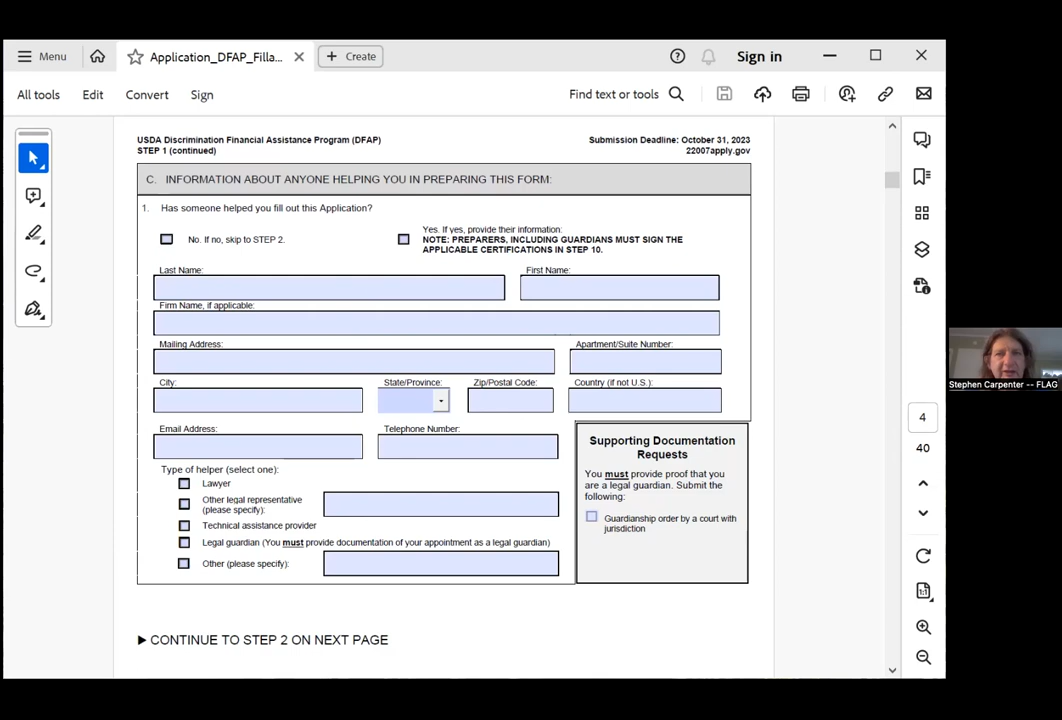 Menu
Application_DFAP_Filla...
Create
Sign in
All tools
Edit
Convert
Sign
Find text or tools
USDA Discrimination Financial Assistance Program (DFAP)
Submission Deadline: October 31, 2023
STEP 1 (continued)
22007apply.gov
C. INFORMATION ABOUT ANYONE HELPING YOU IN PREPARING THIS FORM:
1. Has someone helped you fill out this Application?
No. If no, skip to STEP 2.
Yes. If yes, provide their information:
NOTE: PREPARERS, INCLUDING GUARDIANS MUST SIGN THE
APPLICABLE CERTIFICATIONS IN STEP 10.
Last Name:
First Name:
Firm Name, if applicable:
Mailing Address:
Apartment/Suite Number:
City:
State/Province:
Zip/Postal Code:
Country (if not U.S.):
Email Address:
Telephone Number:
Type of helper (select one):
Lawyer
Other legal representative
(please specify):
Technical assistance provider
Legal guardian (You must provide documentation of your appointment as a legal guardian)
Other (please specify):
Supporting Documentation
Requests
You must provide proof that you
are a legal guardian. Submit the
following:
Guardianship order by a court with
jurisdiction
▶ CONTINUE TO STEP 2 ON NEXT PAGE
4
40
1:1
Stephen Carpenter -- FLAG